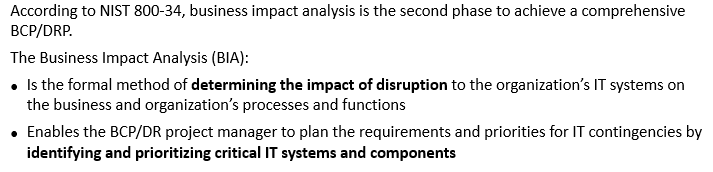 According to NIST 800-34, business impact analysis is the second phase to achieve a comprehensive
BCP/DRP.
The Business Impact Analysis (BIA):
• Is the formal method of determining the impact of disruption to the organization's IT systems on
the business and organization's processes and functions
• Enables the BCP/DR project manager to plan the requirements and priorities for IT contingencies by
identifying and prioritizing critical IT systems and components